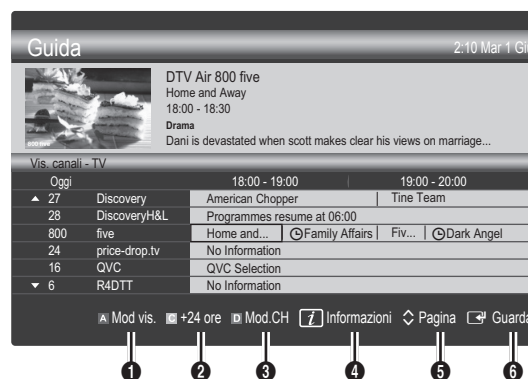 Guida
2:10 Mar 1 Giu
DTV Air 800 five
Home and Away
18:00 - 18:30
Drama
Dani is devastated when scott makes clear his views on marriage...
Vis. canali - TV
Oggi 18:00 - 19:00 19:00 - 20:00
▲ 27 Discovery American Chopper Tine Team
28 DiscoveryH&L Programmes resume at 06:00
800 five Home and... Family Affairs Fiv... Dark Angel
24 price-drop.tv No Information
16 QVC QVC Selection
▼ 6 R4DTT No Information
A Mod vis. C +24 ore D Mod.CH i Informazioni Pagina Guarda
1 2 3 4 5 6